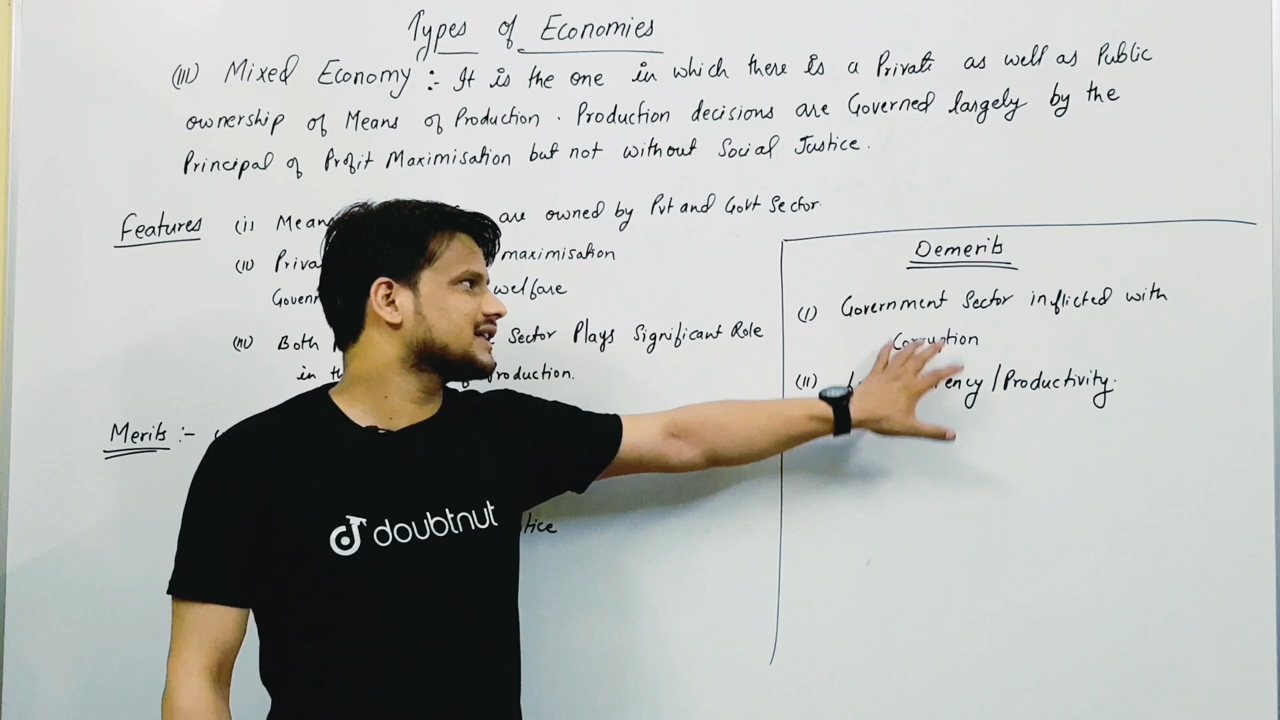 Types of Economies
(III) Mixed Economy :- It is the one in which there is a Private as well as Public
ownership of Means of Production . Production decisions are Governed largely by the
Principal of Profit Maximisation but not without Social Justice .
Features (i) are owned by Pvt and Govt Sector.
(ii) maximisation
welfare
(iii) Both Sector Plays Significant Role
in
Merits :-
Demerits
(I) Government Sector inflicted with
Corruption
(II) /Productivity.
doubtnut